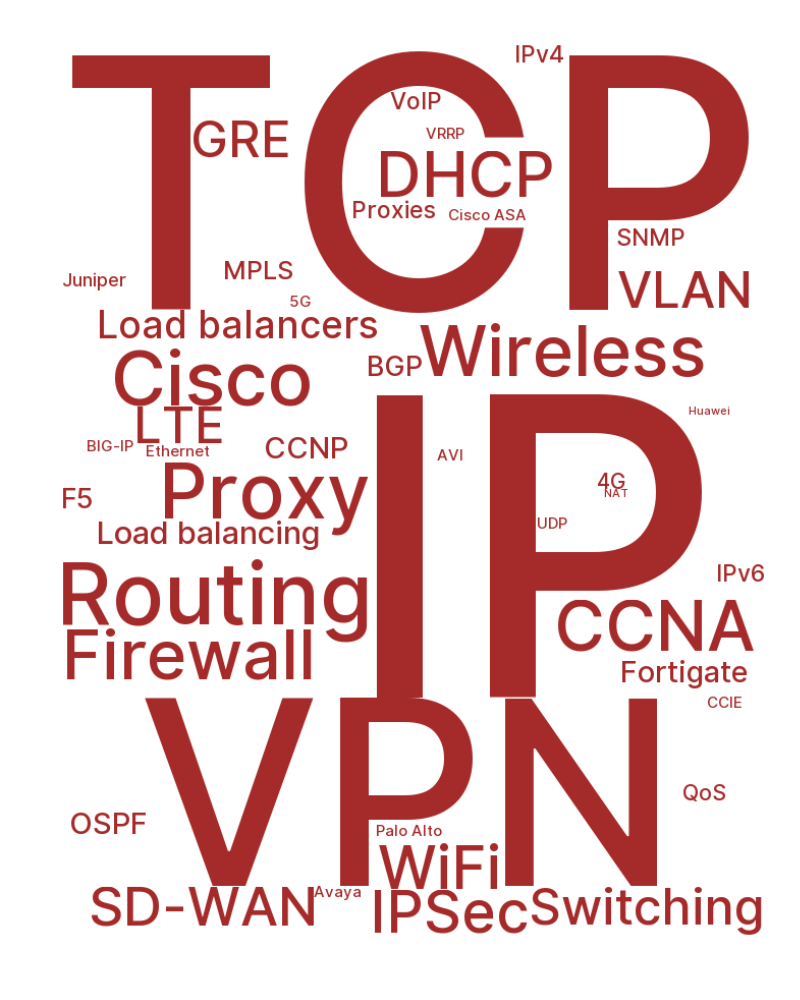 TCP
IPv4
VoIP
GRE
VRRP
DHCP
Proxies
Cisco ASA
SNMP
MPLS
Juniper
VLAN
5G
Load balancers
Wireless
BGP
Cisco
Huawei
LTE
BIG-IP
Ethernet
CCNP
AVI
IP
4G
NAT
Proxy
F5
UDP
Load balancing
IPv6
Routing
CCNA
Firewall
Fortigate
CCIE
VPN
QoS
OSPF
Palo Alto
WiFi
Avaya
SD-WAN
IPSec
Switching